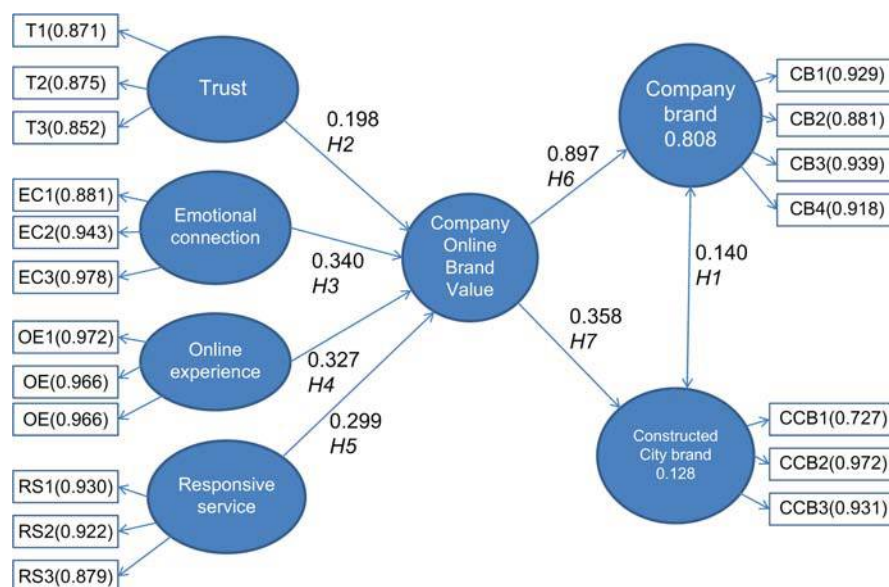 T1(0.871)
T2(0.875)
T3(0.852)
Trust
0.198
H2
EC1(0.881)
EC2(0.943)
EC3(0.978)
Emotional
connection
0.340
H3
OE1(0.972)
OE(0.966)
OE(0.966)
Online
experience
0.327
H4
RS1(0.930)
RS2(0.922)
RS3(0.879)
Responsive
service
0.299
H5
Company
Online
Brand
Value
0.897
H6
0.358
H7
Company
brand
0.808
CB1(0.929)
CB2(0.881)
CB3(0.939)
CB4(0.918)
0.140
H1
Constructed
City brand
0.128
CCB1(0.727)
CCB2(0.972)
CCB3(0.931)